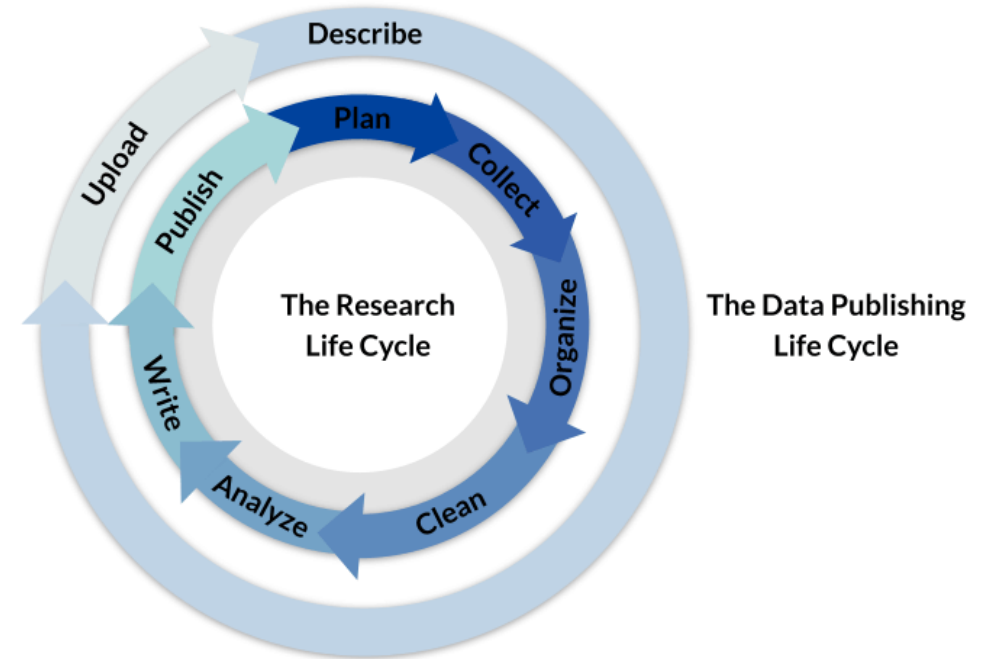 Describe
Upload
Plan
Collect
Organize
Clean
Analyze
Write
Publish
The Research
Life Cycle
The Data Publishing
Life Cycle